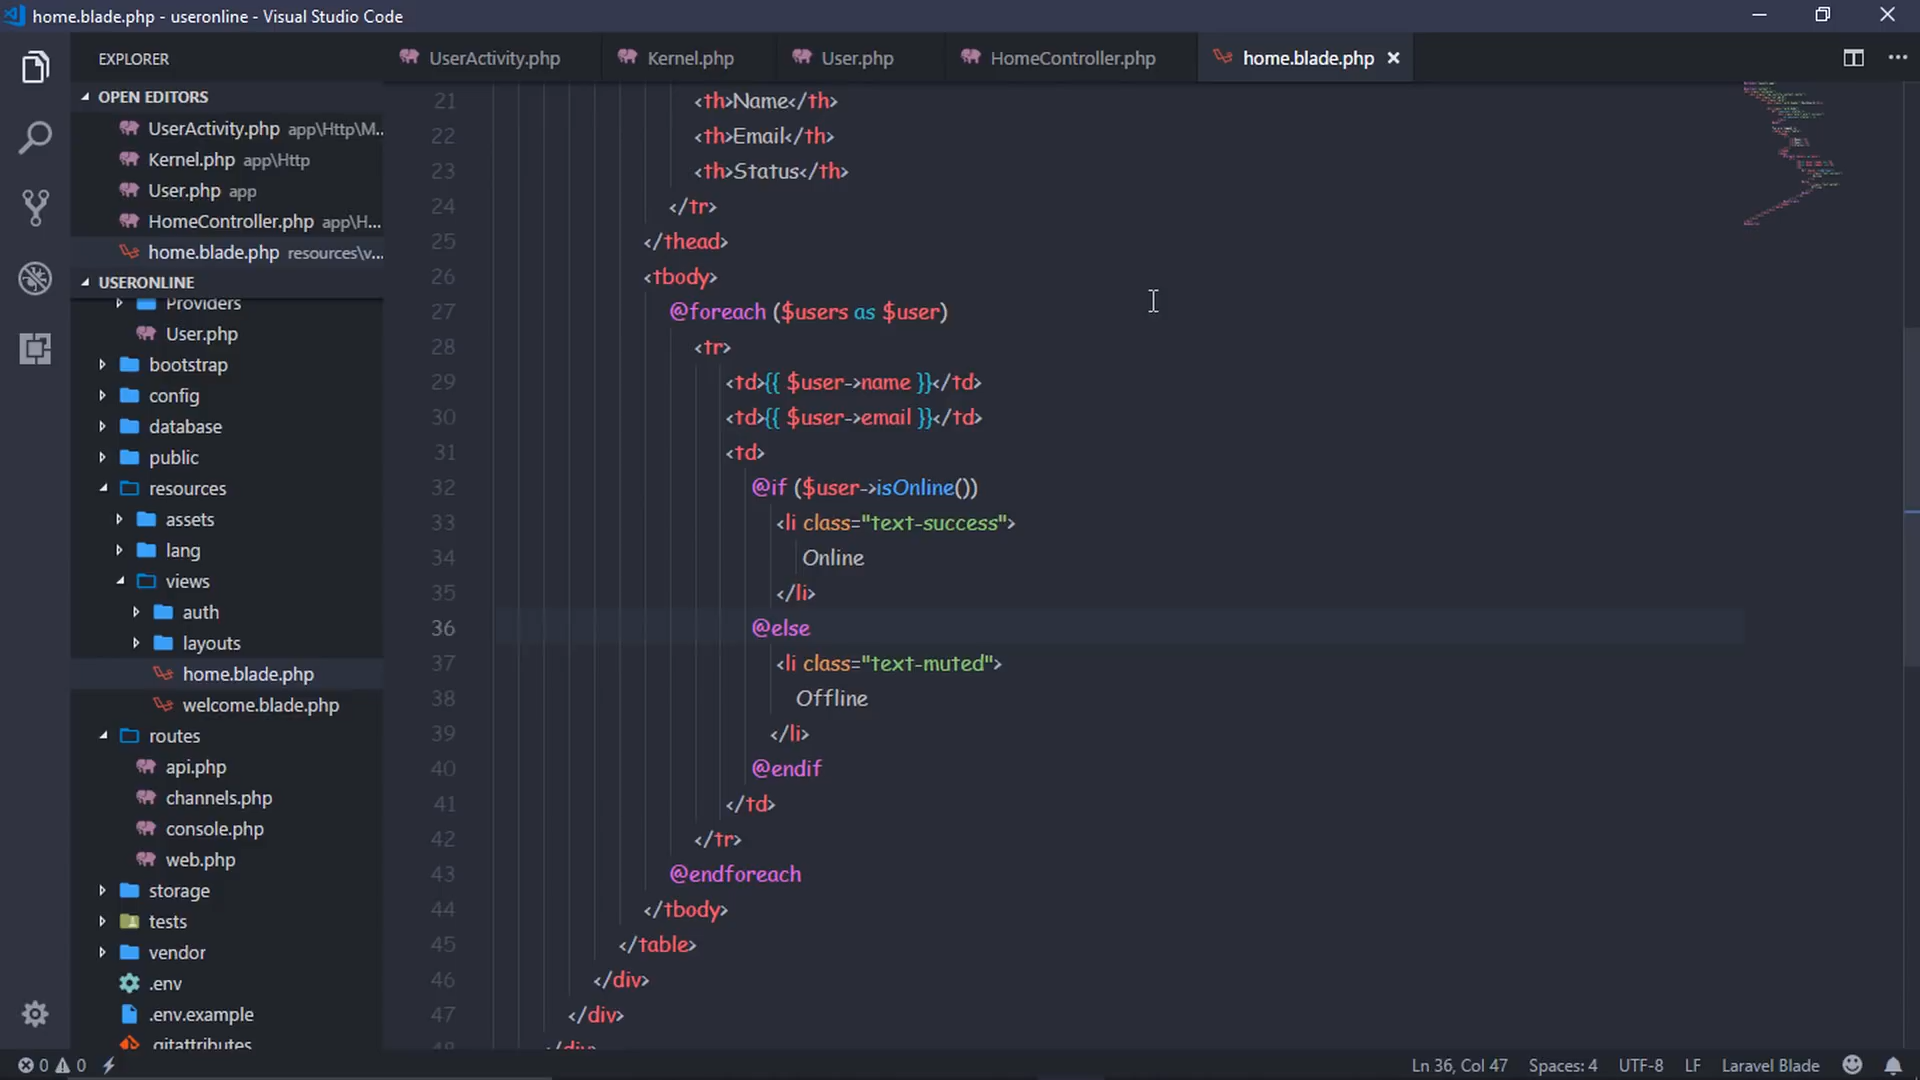 home.blade.php - useronline - Visual Studio Code
EXPLORER
OPEN EDITORS
UserActivity.php app\Http\M...
Kernel.php app\Http
User.php app
HomeController.php app\H...
home.blade.php resources\v...
USERONLINE
Providers
User.php
bootstrap
config
database
public
resources
assets
lang
views
auth
layouts
home.blade.php
welcome.blade.php
routes
api.php
channels.php
console.php
web.php
storage
tests
vendor
.env
.env.example
.gitattributes
UserActivity.php
Kernel.php
User.php
HomeController.php
home.blade.php
21 <th>Name</th>
22 <th>Email</th>
23 <th>Status</th>
24 </tr>
25 </thead>
26 <tbody>
27 @foreach ($users as $user)
28 <tr>
29 <td>{{ $user->name }}</td>
30 <td>{{ $user->email }}</td>
31 <td>
32 @if ($user->isOnline())
33 <li class="text-success">
34 Online
35 </li>
36 @else
37 <li class="text-muted">
38 Offline
39 </li>
40 @endif
41 </td>
42 </tr>
43 @endforeach
44 </tbody>
45 </table>
46 </div>
47 </div>
48 </div>
0 0
Ln 36, Col 47
Spaces: 4
UTF-8
LF
Laravel Blade